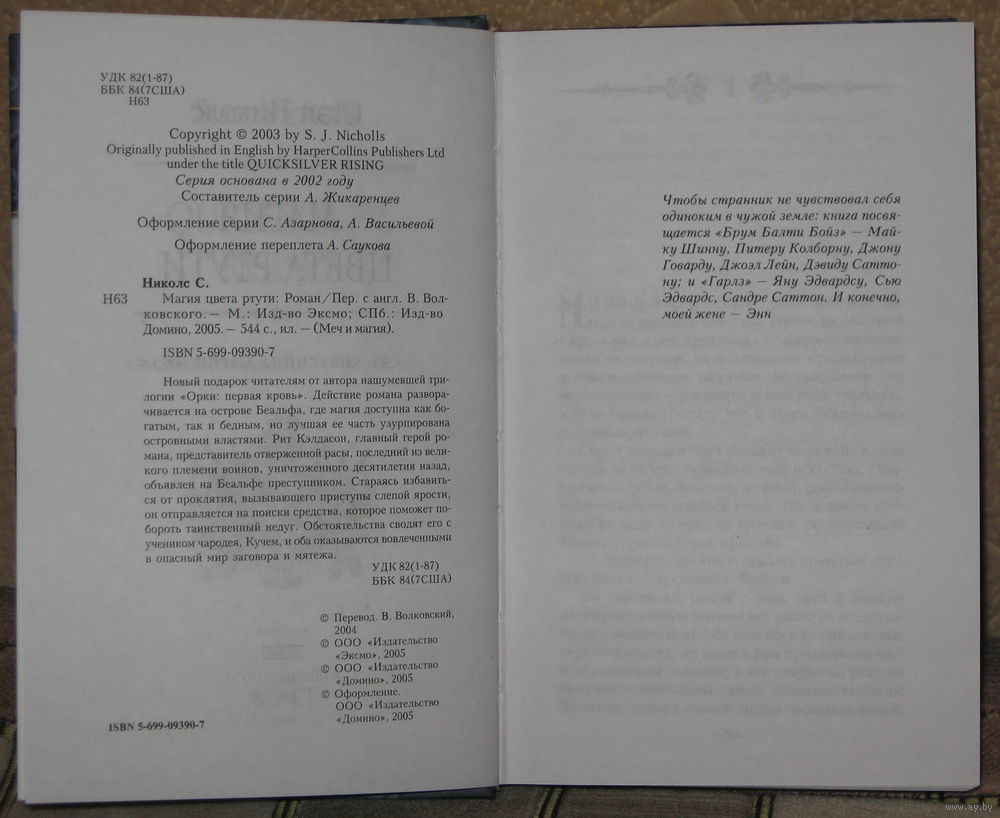 УДК 82(1-87)
ББК 84(7США)
Н63
Copyright © 2003 by S. J. Nicholls
Originally published in English by HarperCollins Publishers Ltd
under the title QUICKSILVER RISING
Серия основана в 2002 году
Составитель серии А. Жикаренцев
Оформление серии С. Азарнова, А. Васильевой
Оформление переплета А. Саукова
Николс С.
Н63 Магия цвета ртути: Роман/Пер. с англ. В. Вол-
ковского. — М.: Изд-во Эксмо; СПб.: Изд-во
Домино, 2005. — 544 с., ил. — (Меч и магия).
ISBN 5-699-09390-7
Новый подарок читателям от автора нашумевшей три-
логии «Орки: первая кровь». Действие романа развора-
чивается на острове Беальфа, где магия доступна как бо-
гатым, так и бедным, но лучшая ее часть узурпирована
островными властями. Рит Кэлдасон, главный герой ро-
мана, представитель отверженной расы, последний из вели-
кого племени воинов, уничтоженного десятилетия назад,
объявлен на Беальфе преступником. Стараясь избавить-
ся от проклятия, вызывающего приступы слепой ярости,
он отправляется на поиски средства, которое поможет по-
бороть таинственный недуг. Обстоятельства сводят его с
учеником чародея, Кучем, и оба оказываются вовлеченными
в опасный мир заговора и мятежа.
УДК 82(1-87)
ББК 84(7США)
© Перевод. В. Волковский,
2004
© ООО «Издательство
«Эксмо», 2005
© ООО «Издательство
«Домино», 2005
© Оформление.
ООО «Издательство
«Домино», 2005
ISBN 5-699-09390-7
Чтобы странник не чувствовал себя
одиноким в чужой земле: книга посвя-
щается «Брум Балти Бойз» — Май-
ку Шинну, Питеру Колборну, Джону
Говарду, Джоэл Лейн, Дэвиду Сатто-
ну; и «Гарлз» — Яну Эдвардсу, Сью
Эдвардс, Сандре Саттон. И конечно,
моей жене — Энн
www.ay.by